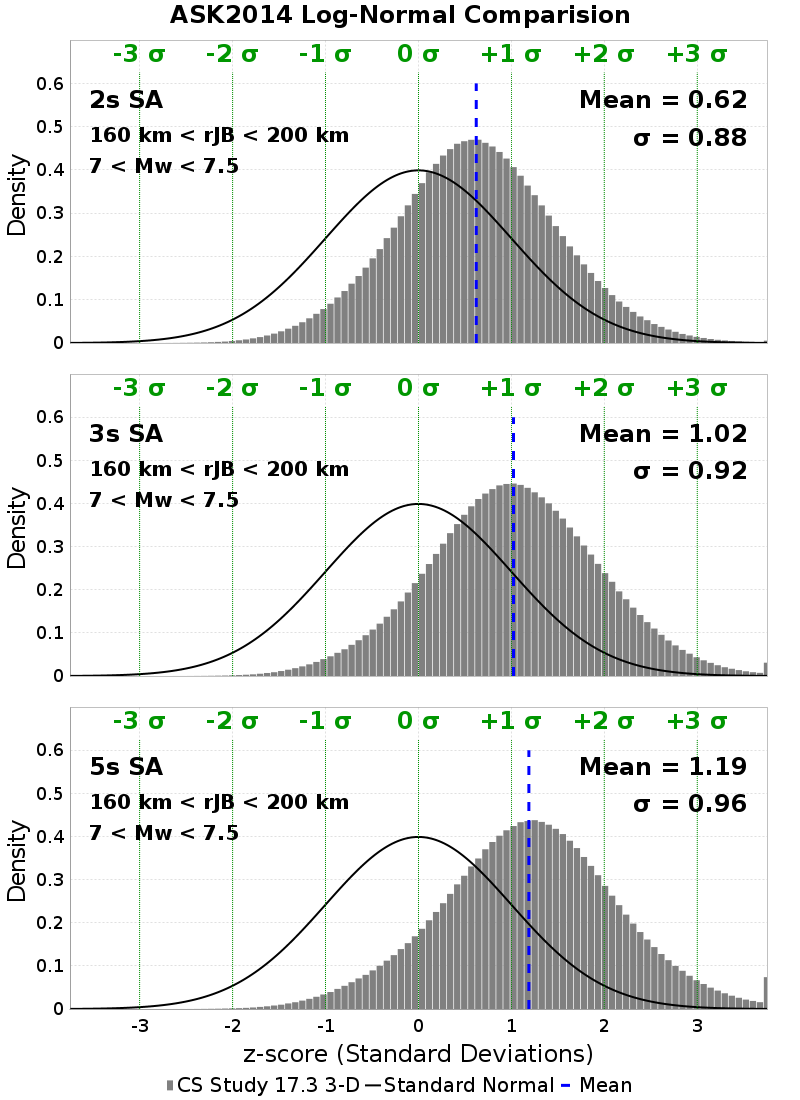 ASK2014 Log-Normal Comparision
-3 σ -2 σ -1 σ 0 σ +1 σ +2 σ +3 σ
0.6
2s SA Mean = 0.62
0.5
160 km < rJB < 200 km σ = 0.88
7 < Mw < 7.5
0.4
0.3
0.2
0.1
0
Density
-3 σ -2 σ -1 σ 0 σ +1 σ +2 σ +3 σ
0.6
3s SA Mean = 1.02
0.5
160 km < rJB < 200 km σ = 0.92
7 < Mw < 7.5
0.4
0.3
0.2
0.1
0
Density
-3 σ -2 σ -1 σ 0 σ +1 σ +2 σ +3 σ
0.6
5s SA Mean = 1.19
0.5
160 km < rJB < 200 km σ = 0.96
7 < Mw < 7.5
0.4
0.3
0.2
0.1
0
Density
-3 -2 -1 0 1 2 3
z-score (Standard Deviations)
CS Study 17.3 3-D Standard Normal Mean